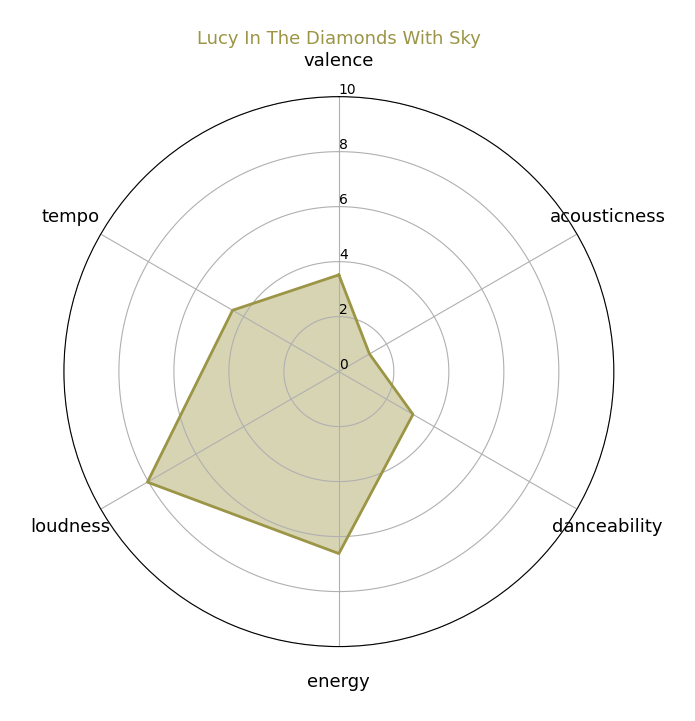 Lucy In The Diamonds With Sky
valence
10
8
6
4
2
0
tempo
acousticness
loudness
danceability
energy